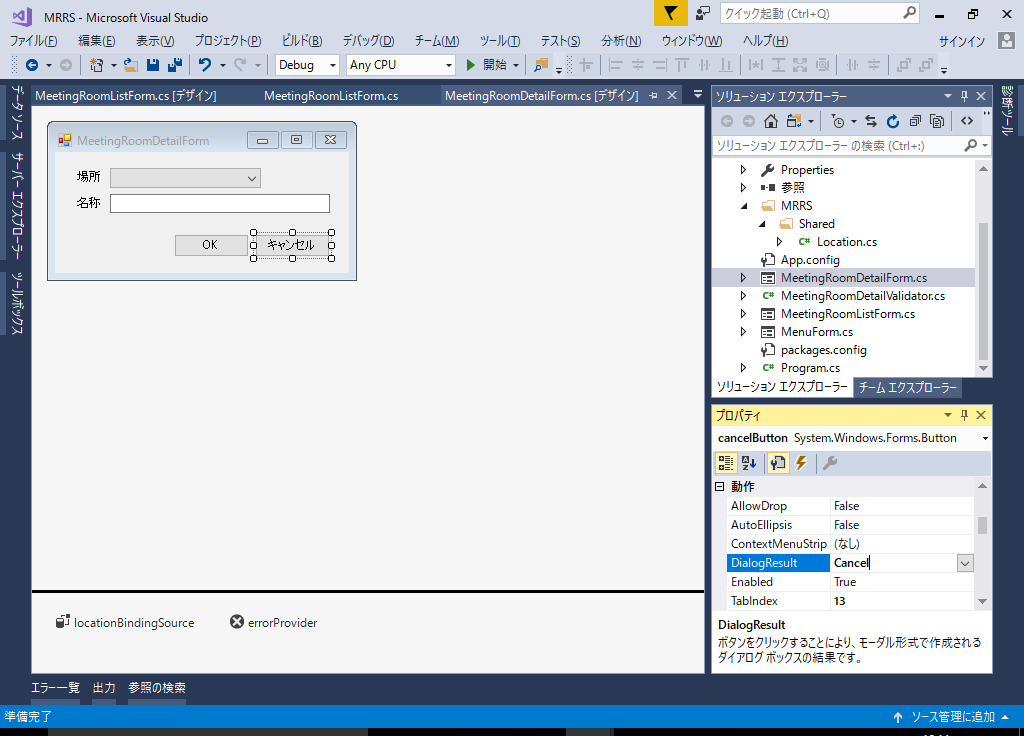 MRRS - Microsoft Visual Studio
クイック起動 (Ctrl+Q)
ファイル(F) 編集(E) 表示(V) プロジェクト(P) ビルド(B) デバッグ(D) チーム(M) ツール(T) テスト(S) 分析(N) ウィンドウ(W) ヘルプ(H) サインイン
Debug Any CPU 開始
データソース
サーバー エクスプローラー
ツールボックス
MeetingRoomListForm.cs [デザイン] MeetingRoomListForm.cs MeetingRoomDetailForm.cs [デザイン]
MeetingRoomDetailForm
場所
名称
OK キャンセル
locationBindingSource errorProvider
ソリューション エクスプローラー
ソリューション エクスプローラー の検索 (Ctrl+:)
Properties
参照
MRRS
Shared
C# Location.cs
App.config
MeetingRoomDetailForm.cs
C# MeetingRoomDetailValidator.cs
MeetingRoomListForm.cs
MenuForm.cs
packages.config
C# Program.cs
ソリューション エクスプローラー チーム エクスプローラー
プロパティ
cancelButton System.Windows.Forms.Button
動作
AllowDrop False
AutoEllipsis False
ContextMenuStrip (なし)
DialogResult Cancel
Enabled True
TabIndex 13
DialogResult
ボタンをクリックすることにより、モーダル形式で作成される
ダイアログ ボックスの結果です。
診断ツール
エラー一覧 出力 参照の検索
準備完了 ソース管理に追加